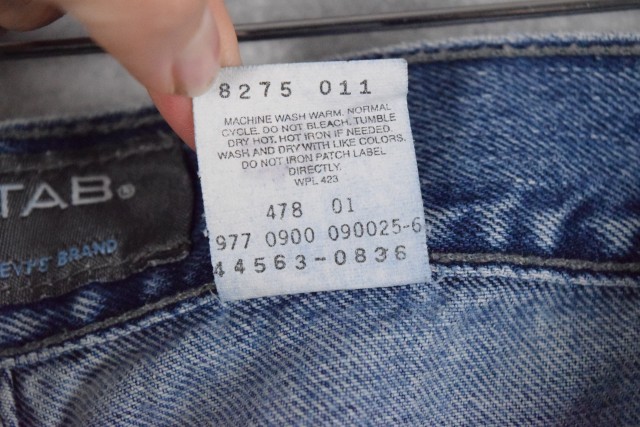 8275 011
MACHINE WASH WARM. NORMAL
CYCLE. DO NOT BLEACH. TUMBLE
DRY HOT. HOT IRON IF NEEDED.
WASH AND DRY WITH LIKE COLORS.
DO NOT IRON PATCH LABEL
DIRECTLY.
WPL 423
478 01
977 0900 090025-6
44563-0836
TAB®
EVI'S BRAND